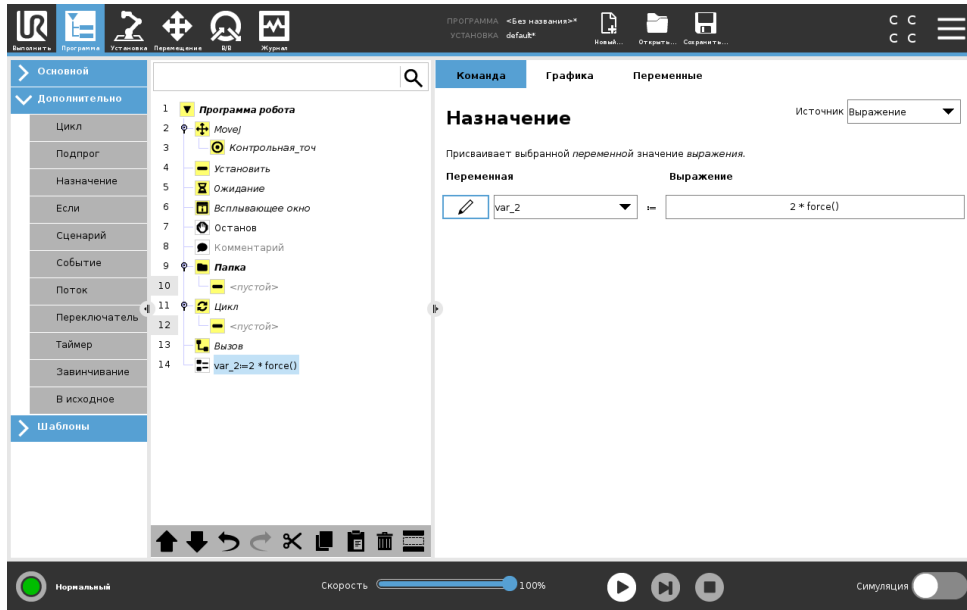 ПРОГРАММА <Без названия>*
УСТАНОВКА default*
Выполнить Программа Установка Перемещение В/В Журнал
Новый... Открыть... Сохранить...
C C
C C
Основной
Дополнительно
Цикл
Подпрог
Назначение
Если
Сценарий
Событие
Поток
Переключатель
Таймер
Завинчивание
В исходное
Шаблоны
1 Программа робота
2 MoveJ
3 Контрольная_точ
4 Установить
5 Ожидание
6 Всплывающее окно
7 Останов
8 Комментарий
9 Папка
10 <пустой>
11 Цикл
12 <пустой>
13 Вызов
14 var_2:=2 * force()
Команда Графика Переменные
Назначение
Источник Выражение
Присваивает выбранной переменной значение выражения.
Переменная Выражение
var_2 := 2 * force()
Нормальный
Скорость 100%
Симуляция